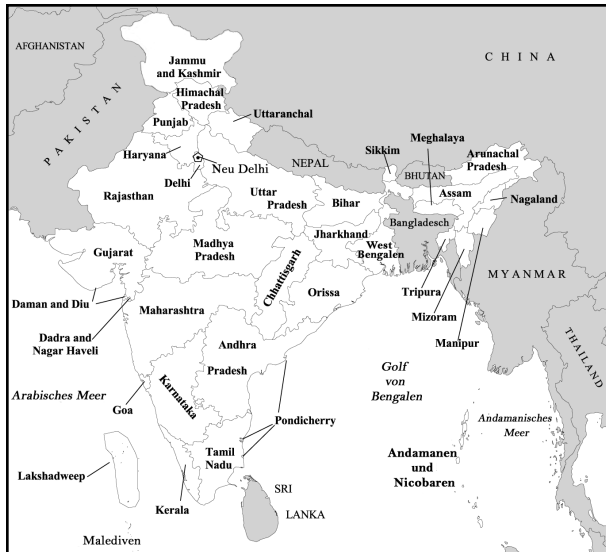 AFGHANISTAN
CHINA
Jammu
and Kashmir
Himachal
Pradesh
PAKISTAN
Punjab
Uttaranchal
Haryana
Neu Delhi
Delhi
NEPAL
Sikkim
Meghalaya
Arunachal
Pradesh
BHUTAN
Assam
Nagaland
Rajasthan
Uttar
Pradesh
Bihar
Bangladesch
Gujarat
Madhya
Pradesh
Jharkhand
West
Bengalen
Chhattisgarh
Orissa
MYANMAR
Daman and Diu
Maharashtra
Tripura
Mizoram
Manipur
Dadra and
Nagar Haveli
Andhra
Pradesh
THAILAND
Golf
von
Bengalen
Arabisches Meer
Goa
Karnataka
Pondicherry
Andamanisches
Meer
Andamanen
und
Nicobaren
Tamil
Nadu
Lakshadweep
Kerala
SRI
LANKA
Malediven